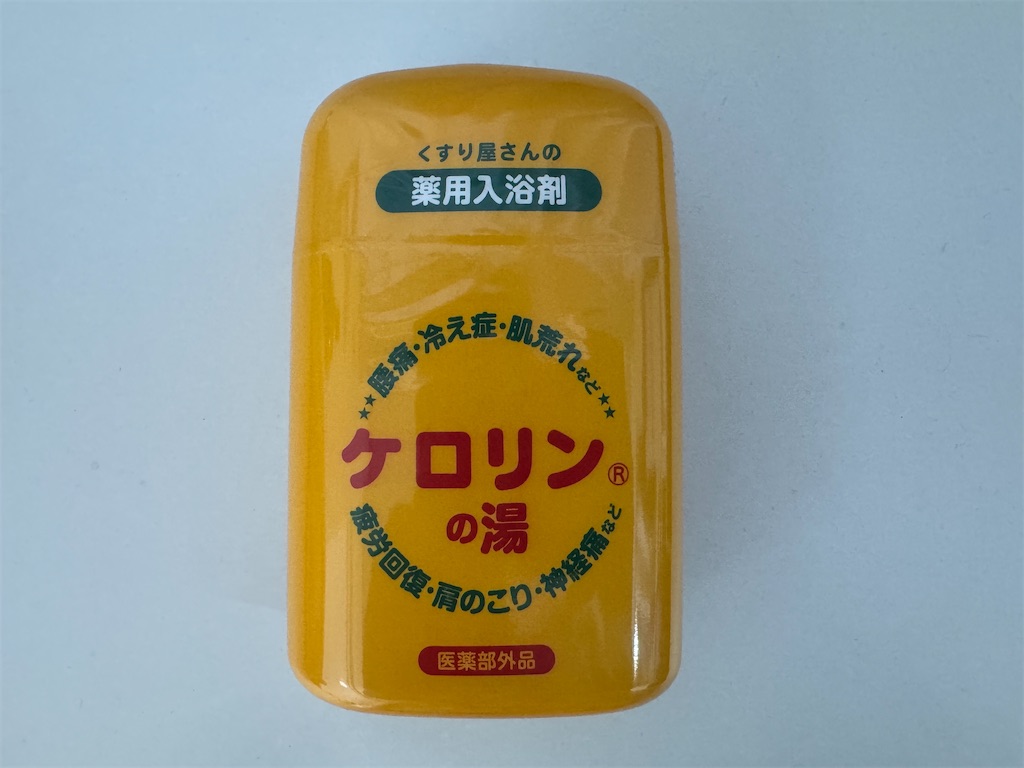 くすり屋さんの
薬用入浴剤
★★腰痛・冷え症・肌荒れなど★★
ケロリン®
の湯
疲労回復・肩のこり・神経痛など
医薬部外品